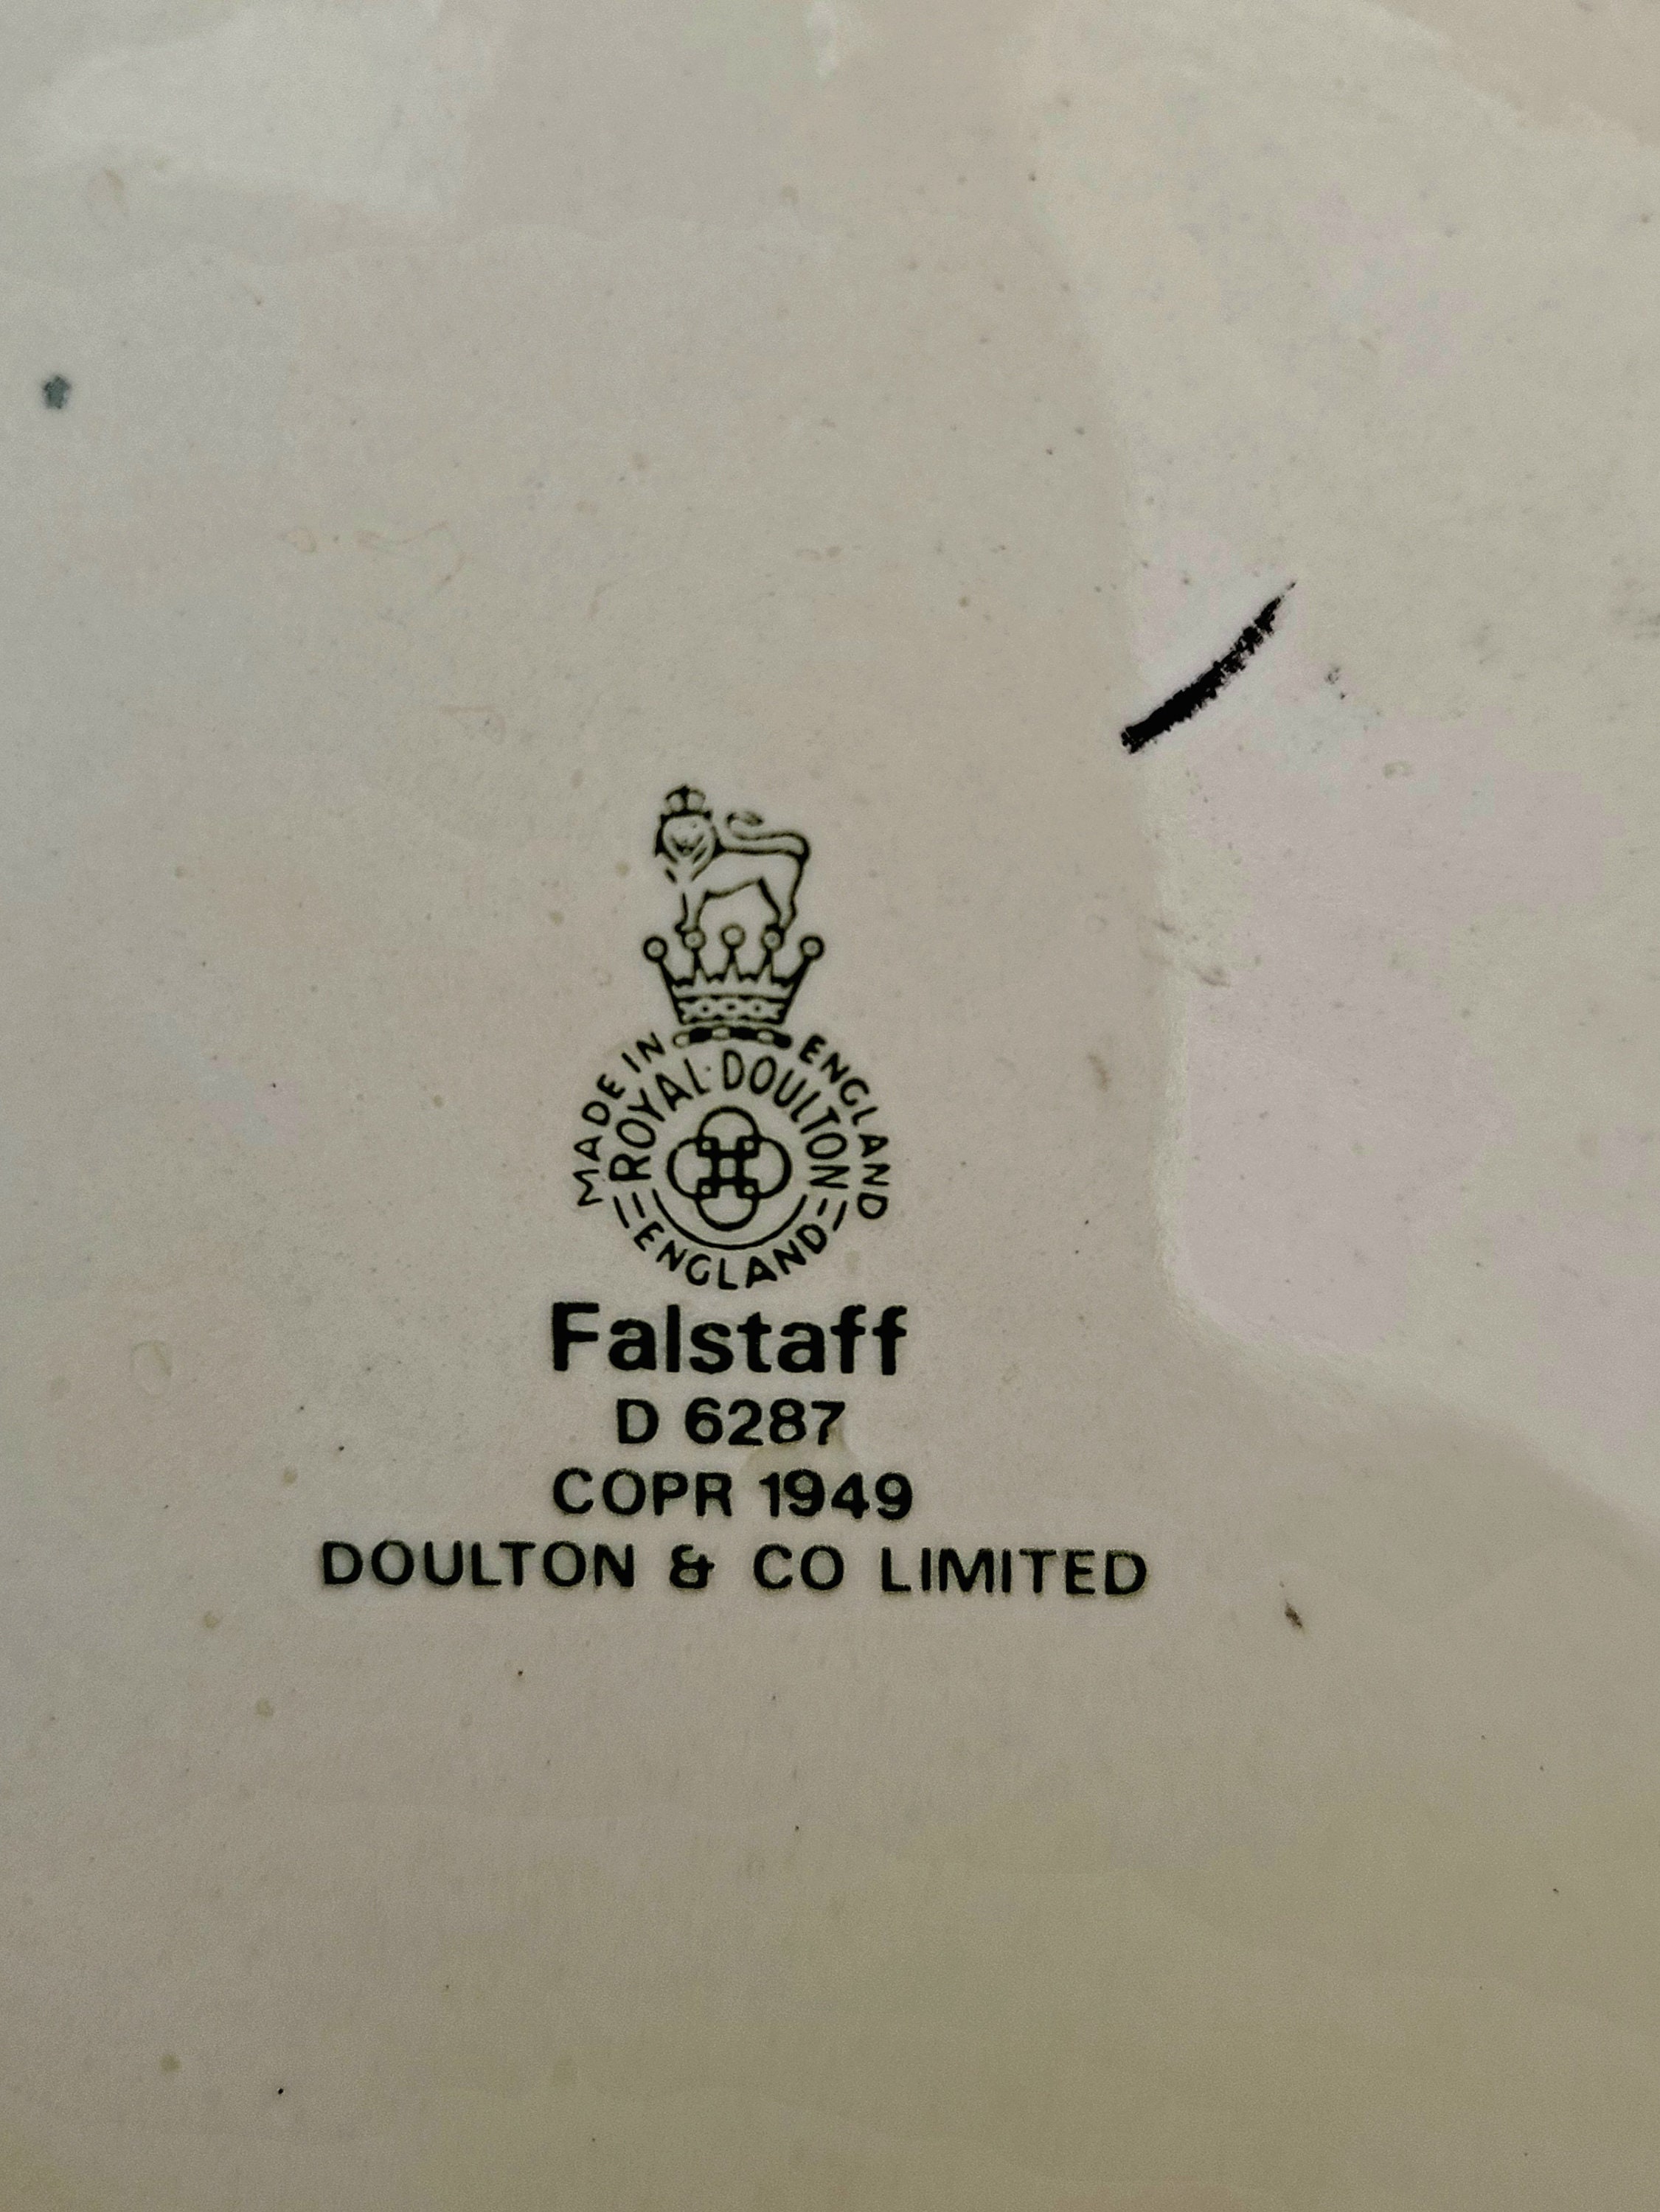 MADE IN ENGLAND
ROYAL DOULTON
ENGLAND
Falstaff
D 6287
COPR 1949
DOULTON & CO LIMITED